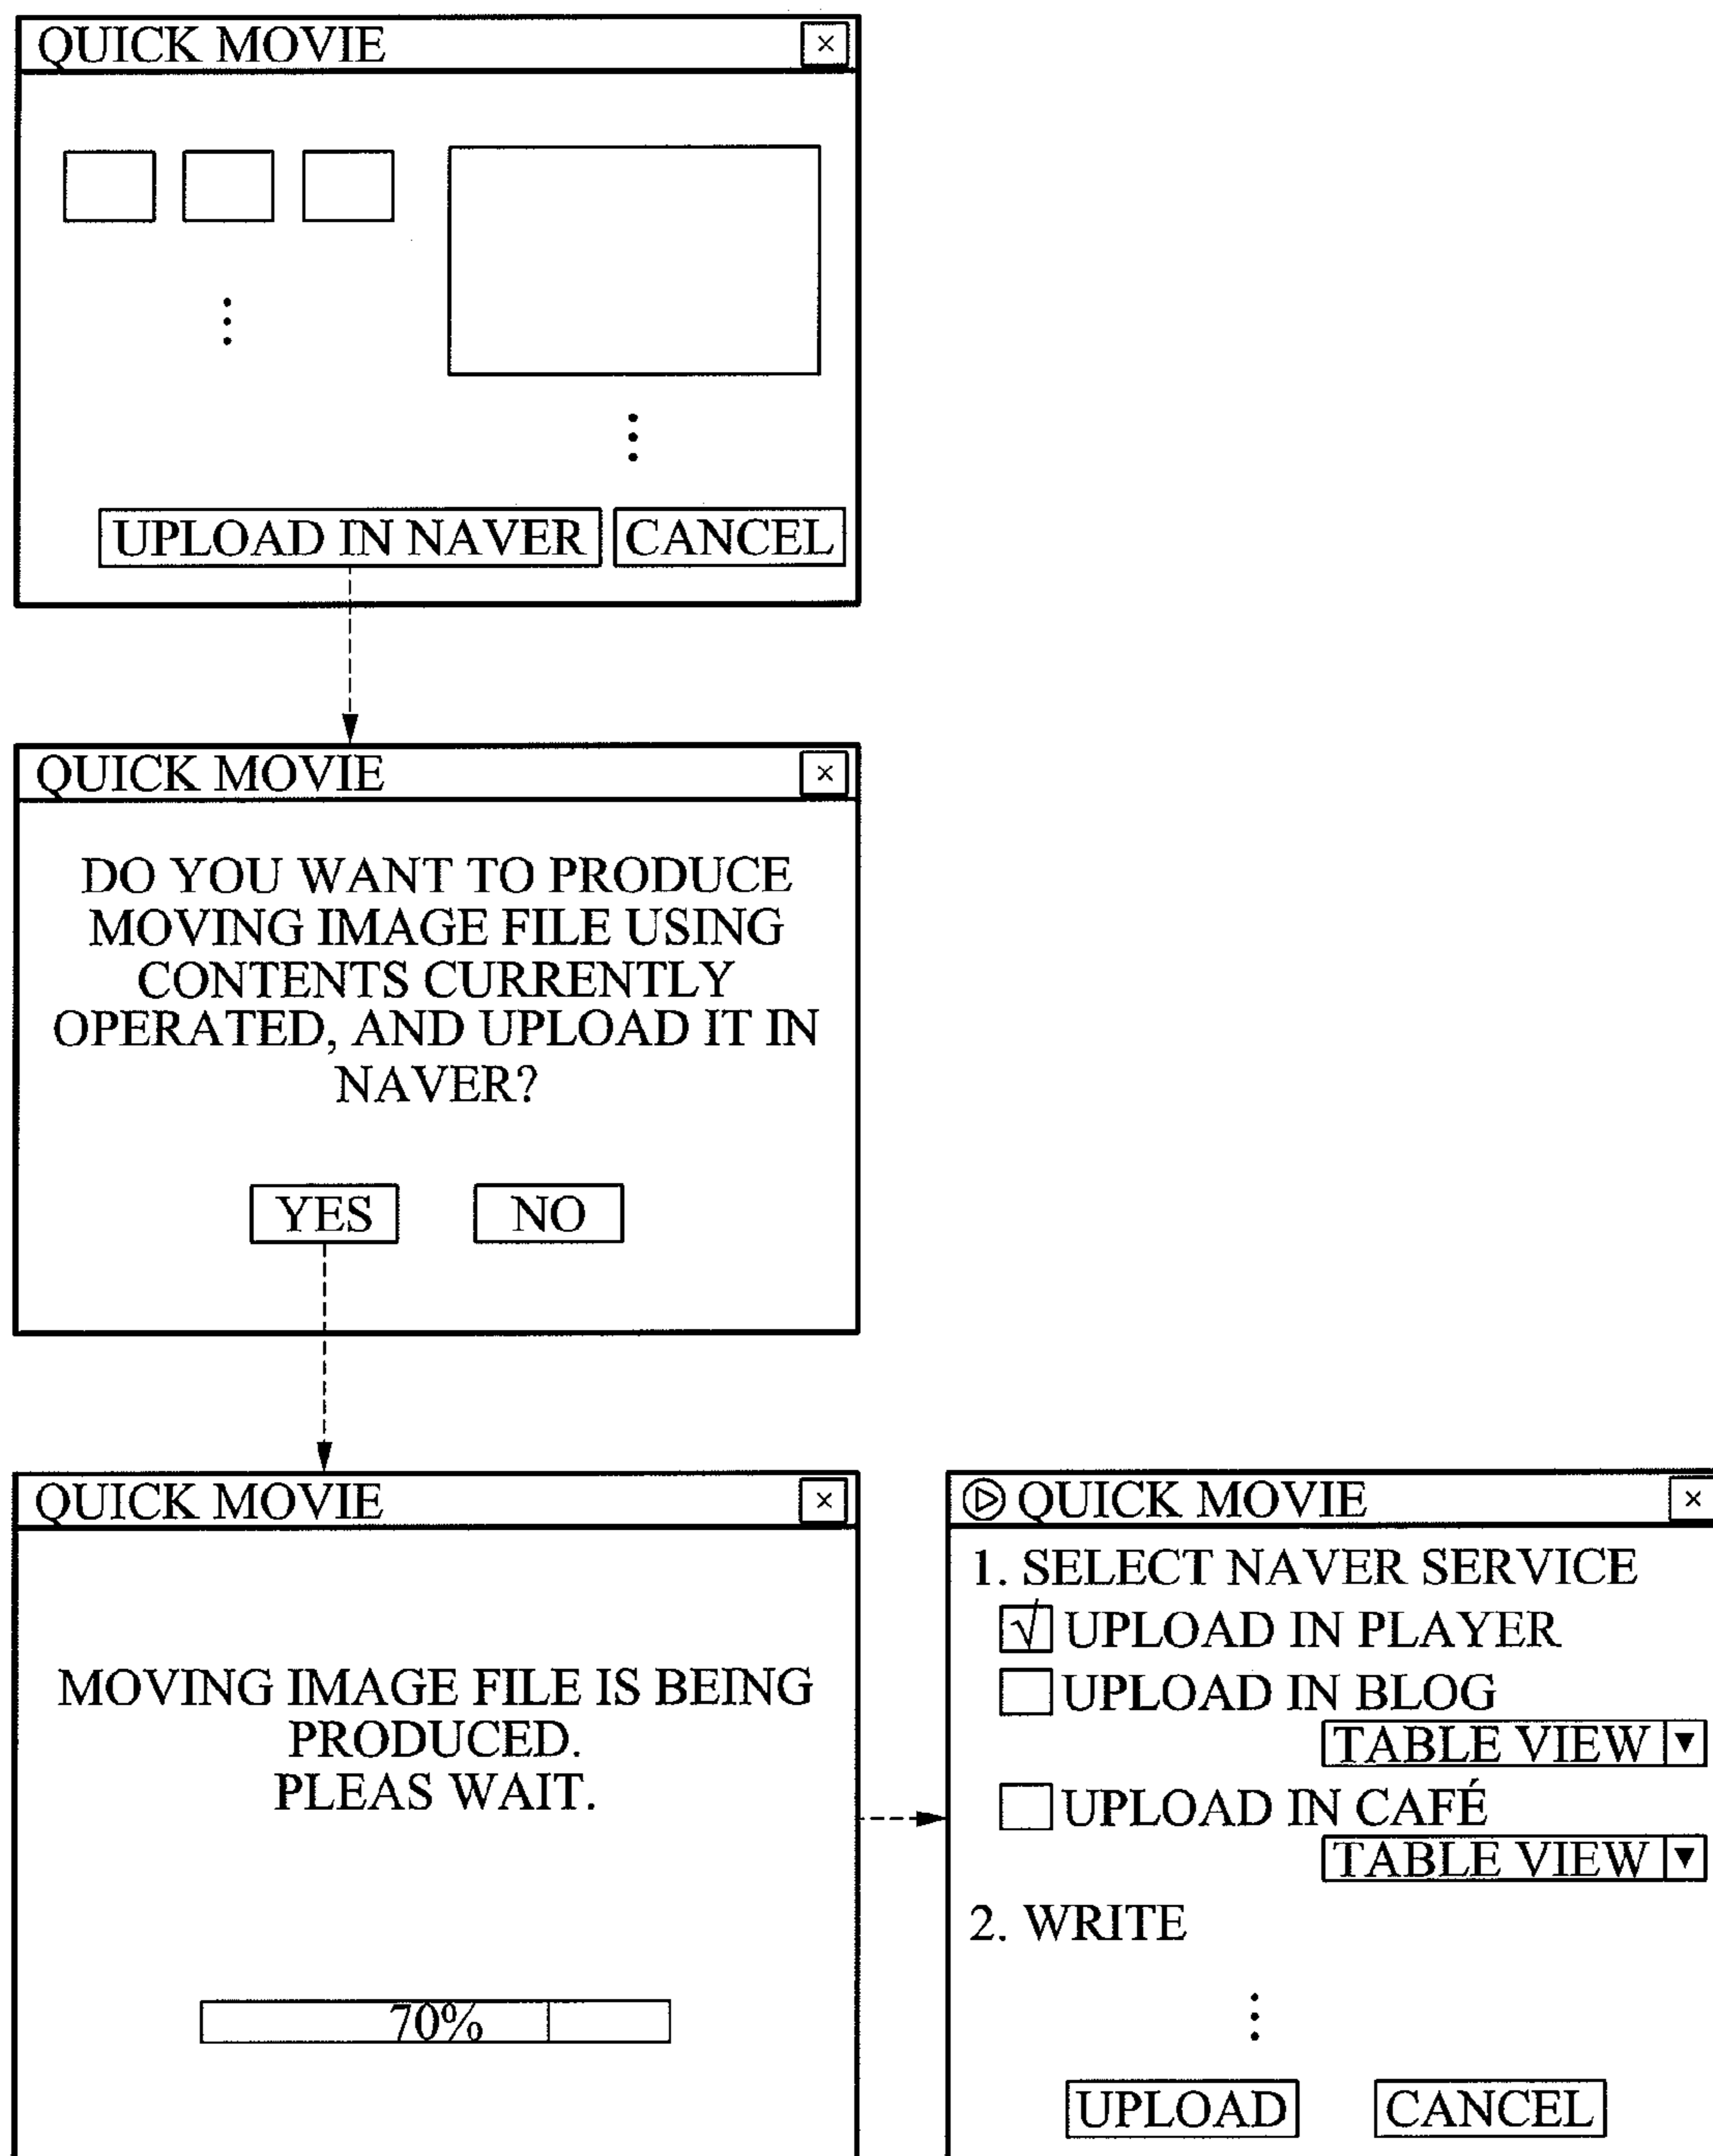 QUICK MOVIE ×
UPLOAD IN NAVER CANCEL
QUICK MOVIE ×
DO YOU WANT TO PRODUCE
MOVING IMAGE FILE USING
CONTENTS CURRENTLY
OPERATED, AND UPLOAD IT IN
NAVER?
YES NO
QUICK MOVIE ×
MOVING IMAGE FILE IS BEING
PRODUCED.
PLEAS WAIT.
70%
QUICK MOVIE ×
1. SELECT NAVER SERVICE
√ UPLOAD IN PLAYER
UPLOAD IN BLOG
TABLE VIEW ▼
UPLOAD IN CAFÉ
TABLE VIEW ▼
2. WRITE
UPLOAD CANCEL